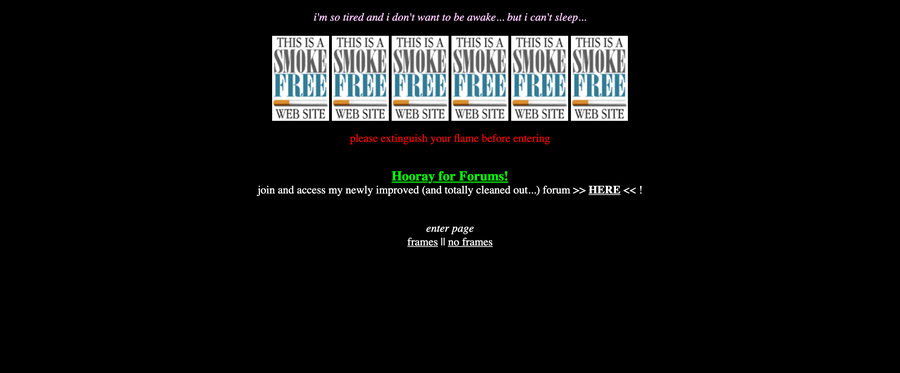 i'm so tired and i don't want to be awake... but i can't sleep...
THIS IS A THIS IS A THIS IS A THIS IS A THIS IS A THIS IS A
SMOKE SMOKE SMOKE SMOKE SMOKE SMOKE
FREE FREE FREE FREE FREE FREE
WEB SITE WEB SITE WEB SITE WEB SITE WEB SITE WEB SITE
please extinguish your flame before entering
Hooray for Forums!
join and access my newly improved (and totally cleaned out...) forum >> HERE << !
enter page
frames || no frames